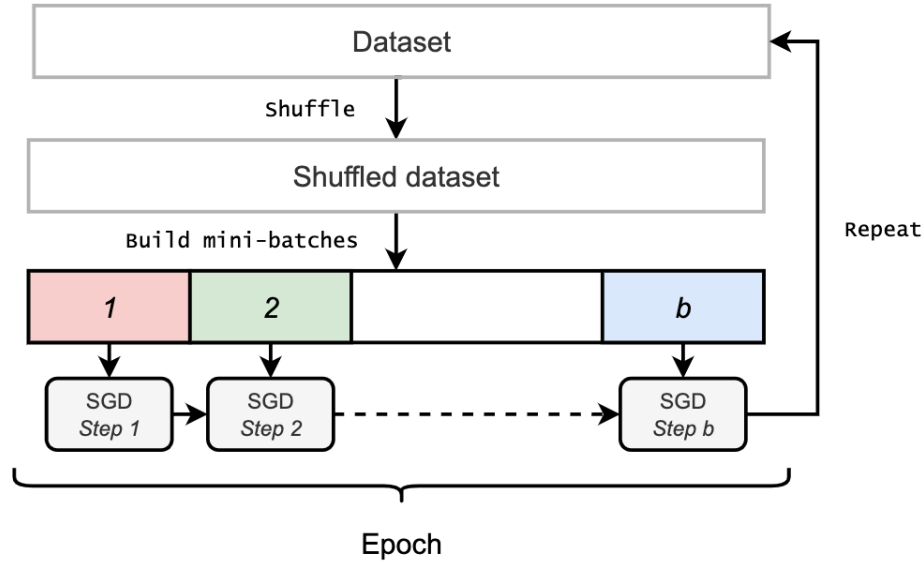 Dataset
Shuffle
Shuffled dataset
Build mini-batches
Repeat
1
2
b
SGD
Step 1
SGD
Step 2
SGD
Step b
Epoch